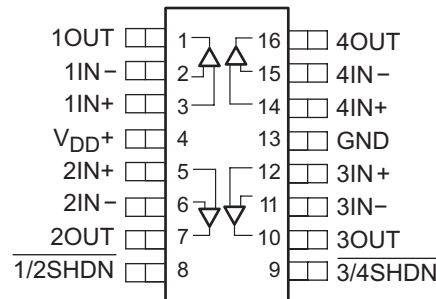 1OUT 1 16 4OUT
1IN− 2 15 4IN−
1IN+ 3 14 4IN+
VDD+ 4 13 GND
2IN+ 5 12 3IN+
2IN− 6 11 3IN−
2OUT 7 10 3OUT
1/2SHDN 8 9 3/4SHDN